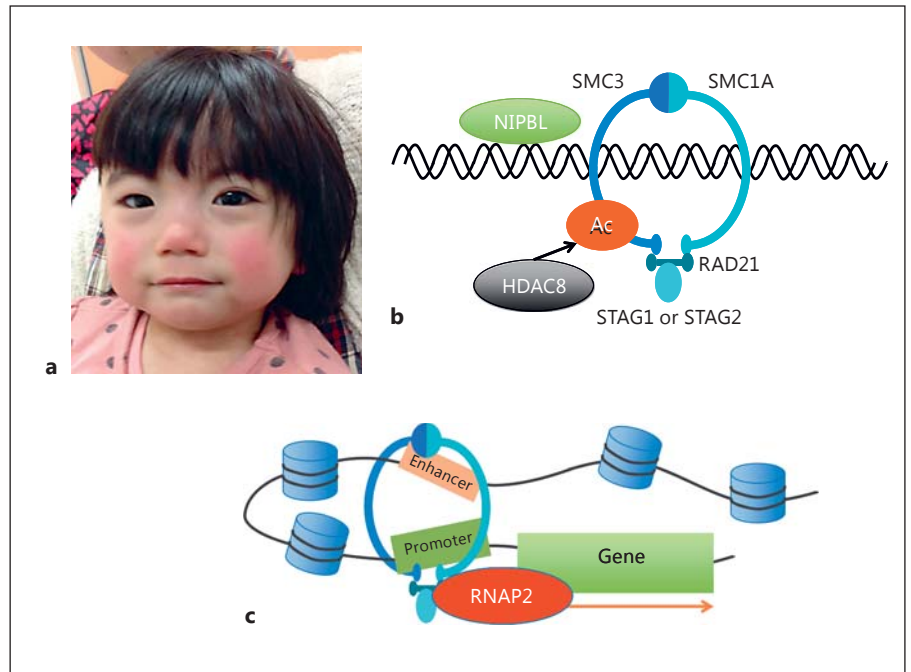 a
SMC3
SMC1A
NIPBL
Ac
RAD21
HDAC8
STAG1 or STAG2
b
Enhancer
Promoter
Gene
RNAP2
c